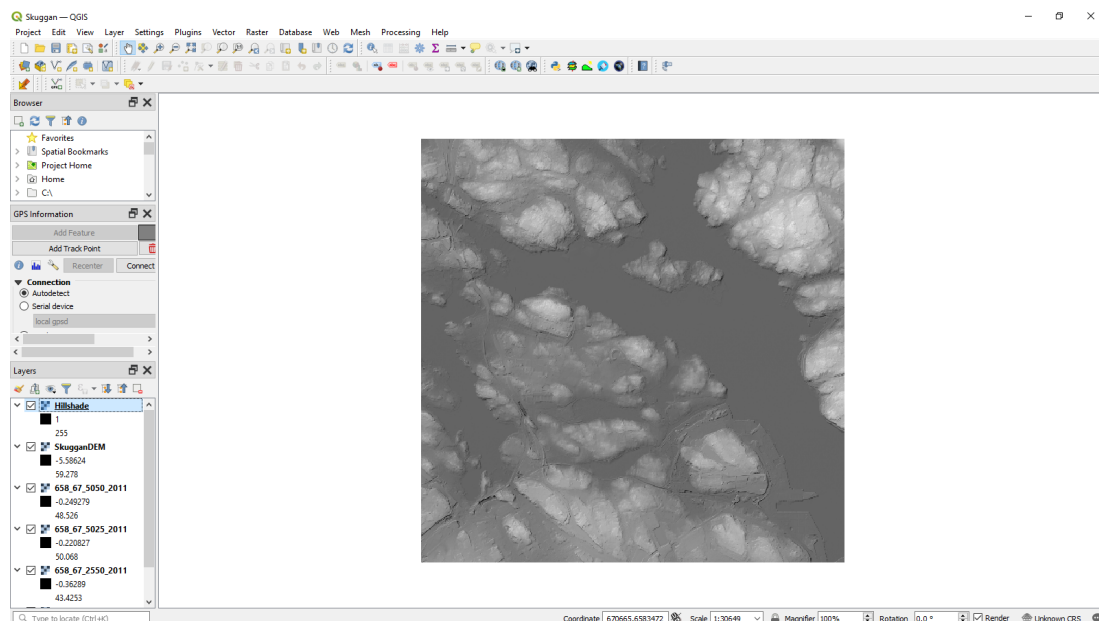 Skuggan — QGIS
Project Edit View Layer Settings Plugins Vector Raster Database Web Mesh Processing Help
Browser
Favorites
Spatial Bookmarks
Project Home
Home
C:\
GPS Information
Add Feature
Add Track Point
Recenter Connect
Connection
Autodetect
Serial device
local gpsd
Layers
Hillshade
1
255
SkugganDEM
-5.58624
59.278
658_67_5050_2011
-0.249279
48.526
658_67_5025_2011
-0.220827
50.068
658_67_2550_2011
-0.36289
43.4253
Type to locate (Ctrl+K) Coordinate 670665,6583472 Scale 1:30649 Magnifier 100% Rotation 0.0 ° Render Unknown CRS